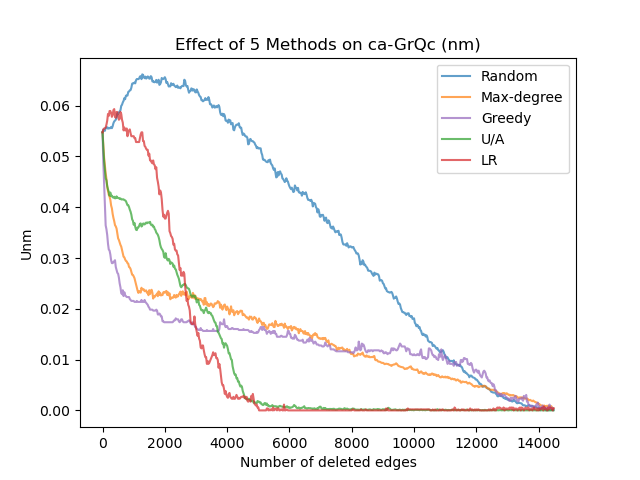 Effect of 5 Methods on ca-GrQc (nm)
Random
Max-degree
Greedy
U/A
LR
0.06
0.05
0.04
0.03
0.02
0.01
0.00
Unm
0 2000 4000 6000 8000 10000 12000 14000
Number of deleted edges